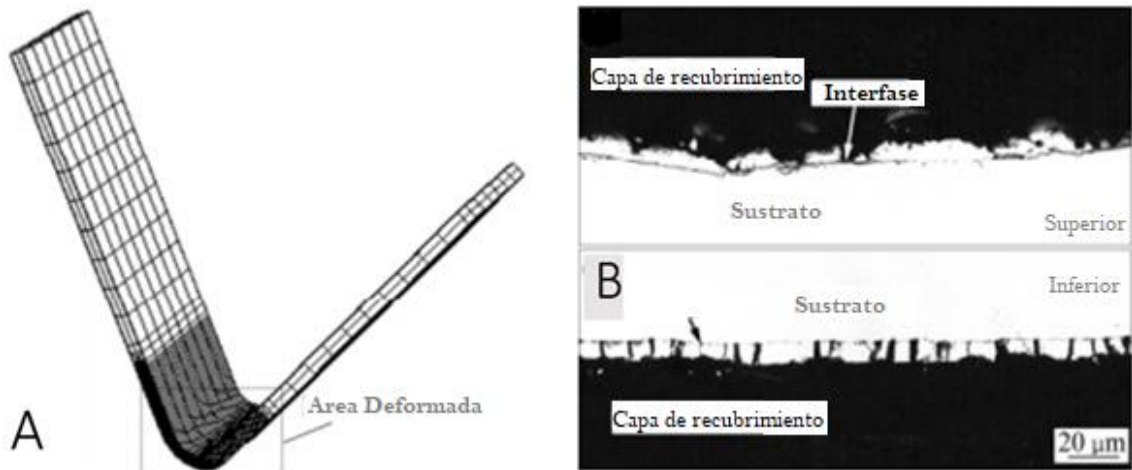 Area Deformada
A
Capa de recubrimiento
Interfase
Sustrato
Superior
B
Inferior
Sustrato
Capa de recubrimiento
20 µm